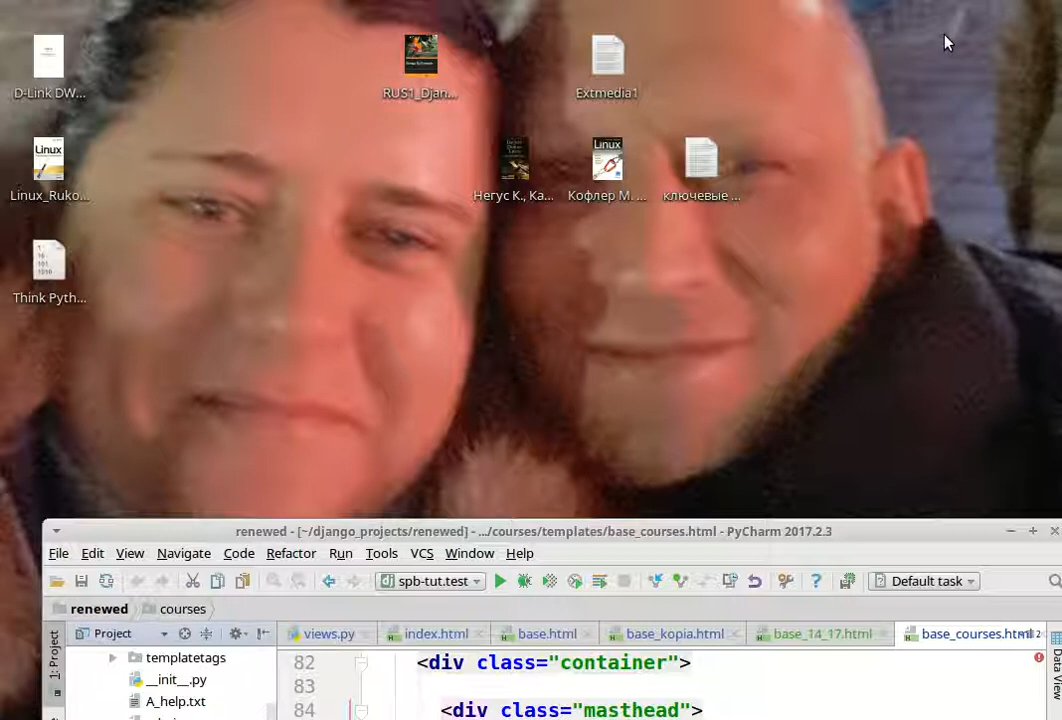 D-Link DW...
RUS1_Djan...
Extmedia1
Linux
Linux_Ruko...
Негус К., Ка...
Linux
Кофлер М. ...
ключевые ...
Think Pyth...
renewed - [~/django_projects/renewed] - .../courses/templates/base_courses.html - PyCharm 2017.2.3
File Edit View Navigate Code Refactor Run Tools VCS Window Help
spb-tut.test Default task
renewed courses
1: Project
Project
views.py index.html base.html base_kopia.html base_14_17.html base_courses.html
Data View
templatetags
__init__.py
A_help.txt
82 <div class="container">
83
84 <div class="masthead">